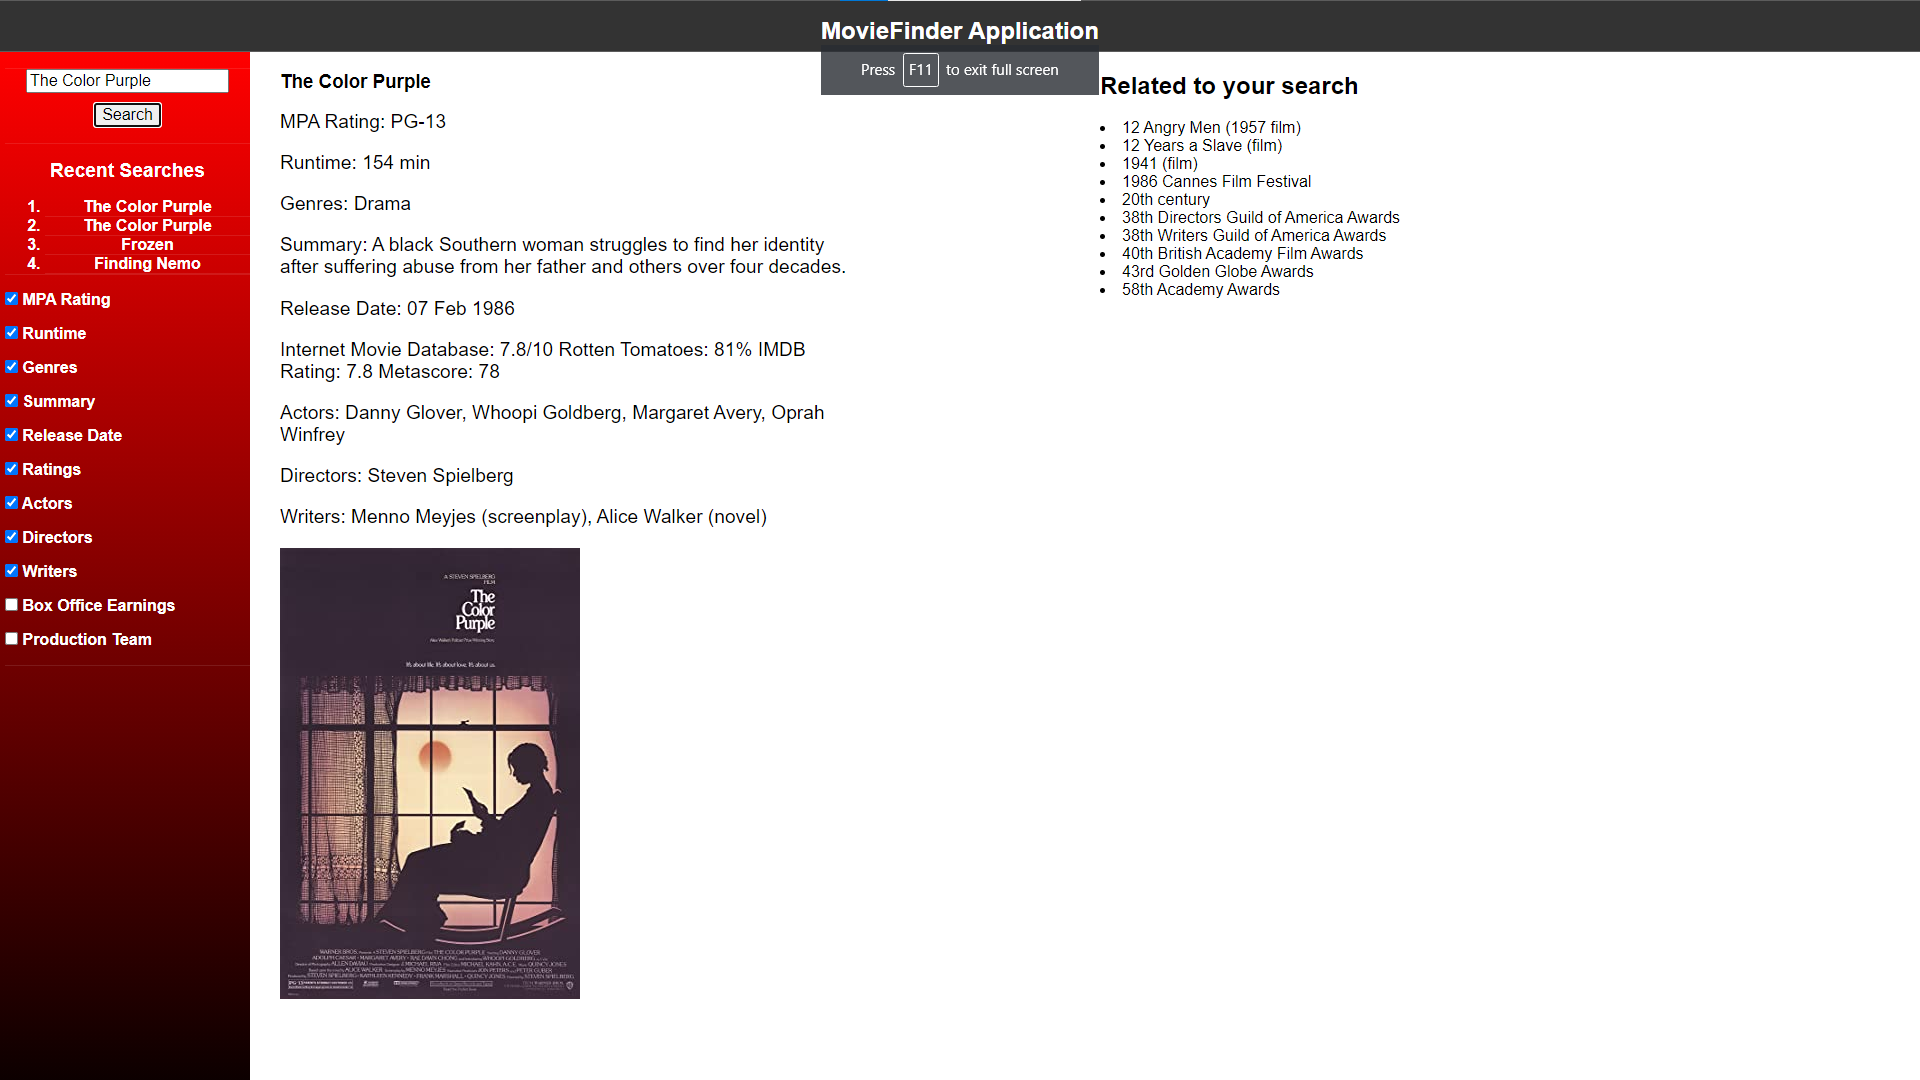 MovieFinder Application
Press F11 to exit full screen
The Color Purple
Search
Recent Searches
1. The Color Purple
2. The Color Purple
3. Frozen
4. Finding Nemo
MPA Rating
Runtime
Genres
Summary
Release Date
Ratings
Actors
Directors
Writers
Box Office Earnings
Production Team
The Color Purple
MPA Rating: PG-13
Runtime: 154 min
Genres: Drama
Summary: A black Southern woman struggles to find her identity
after suffering abuse from her father and others over four decades.
Release Date: 07 Feb 1986
Internet Movie Database: 7.8/10 Rotten Tomatoes: 81% IMDB
Rating: 7.8 Metascore: 78
Actors: Danny Glover, Whoopi Goldberg, Margaret Avery, Oprah
Winfrey
Directors: Steven Spielberg
Writers: Menno Meyjes (screenplay), Alice Walker (novel)
A STEVEN SPIELBERG
FILM
The
Color
Purple
Alice Walker's Pulitzer Prize Winning Story
It's about life. It's about love. It's about us.
Related to your search
• 12 Angry Men (1957 film)
• 12 Years a Slave (film)
• 1941 (film)
• 1986 Cannes Film Festival
• 20th century
• 38th Directors Guild of America Awards
• 38th Writers Guild of America Awards
• 40th British Academy Film Awards
• 43rd Golden Globe Awards
• 58th Academy Awards